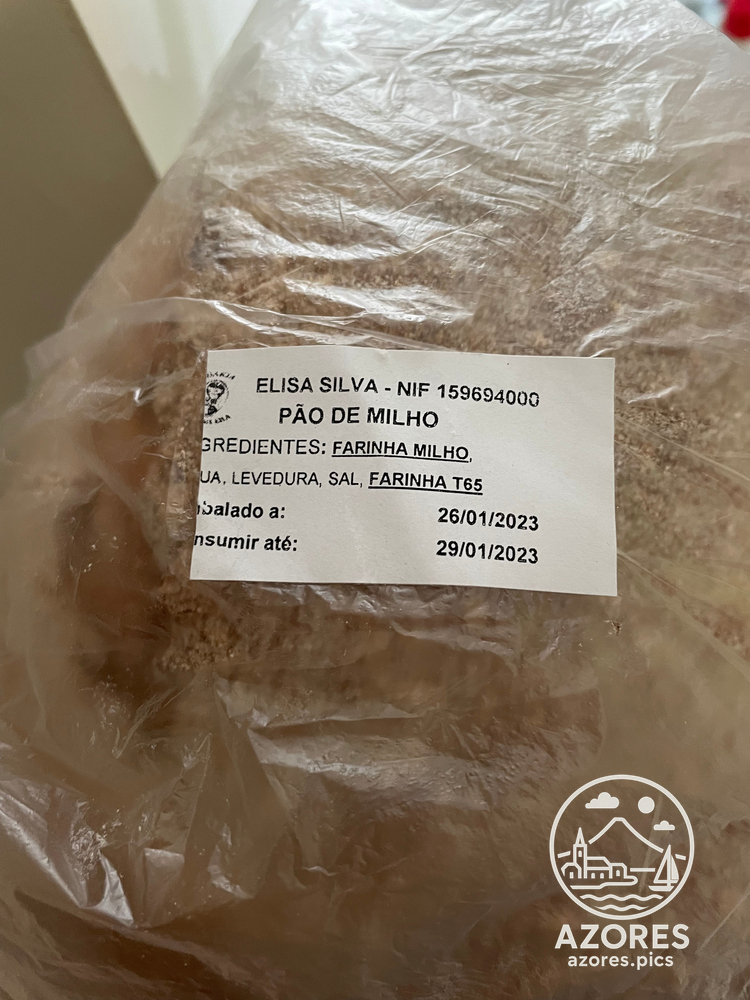 ELISA SILVA - NIF 159694000
PÃO DE MILHO
GREDIENTES: FARINHA MILHO,
UA, LEVEDURA, SAL, FARINHA T65
balado a: 26/01/2023
nsumir até: 29/01/2023
AZORES
azores.pics